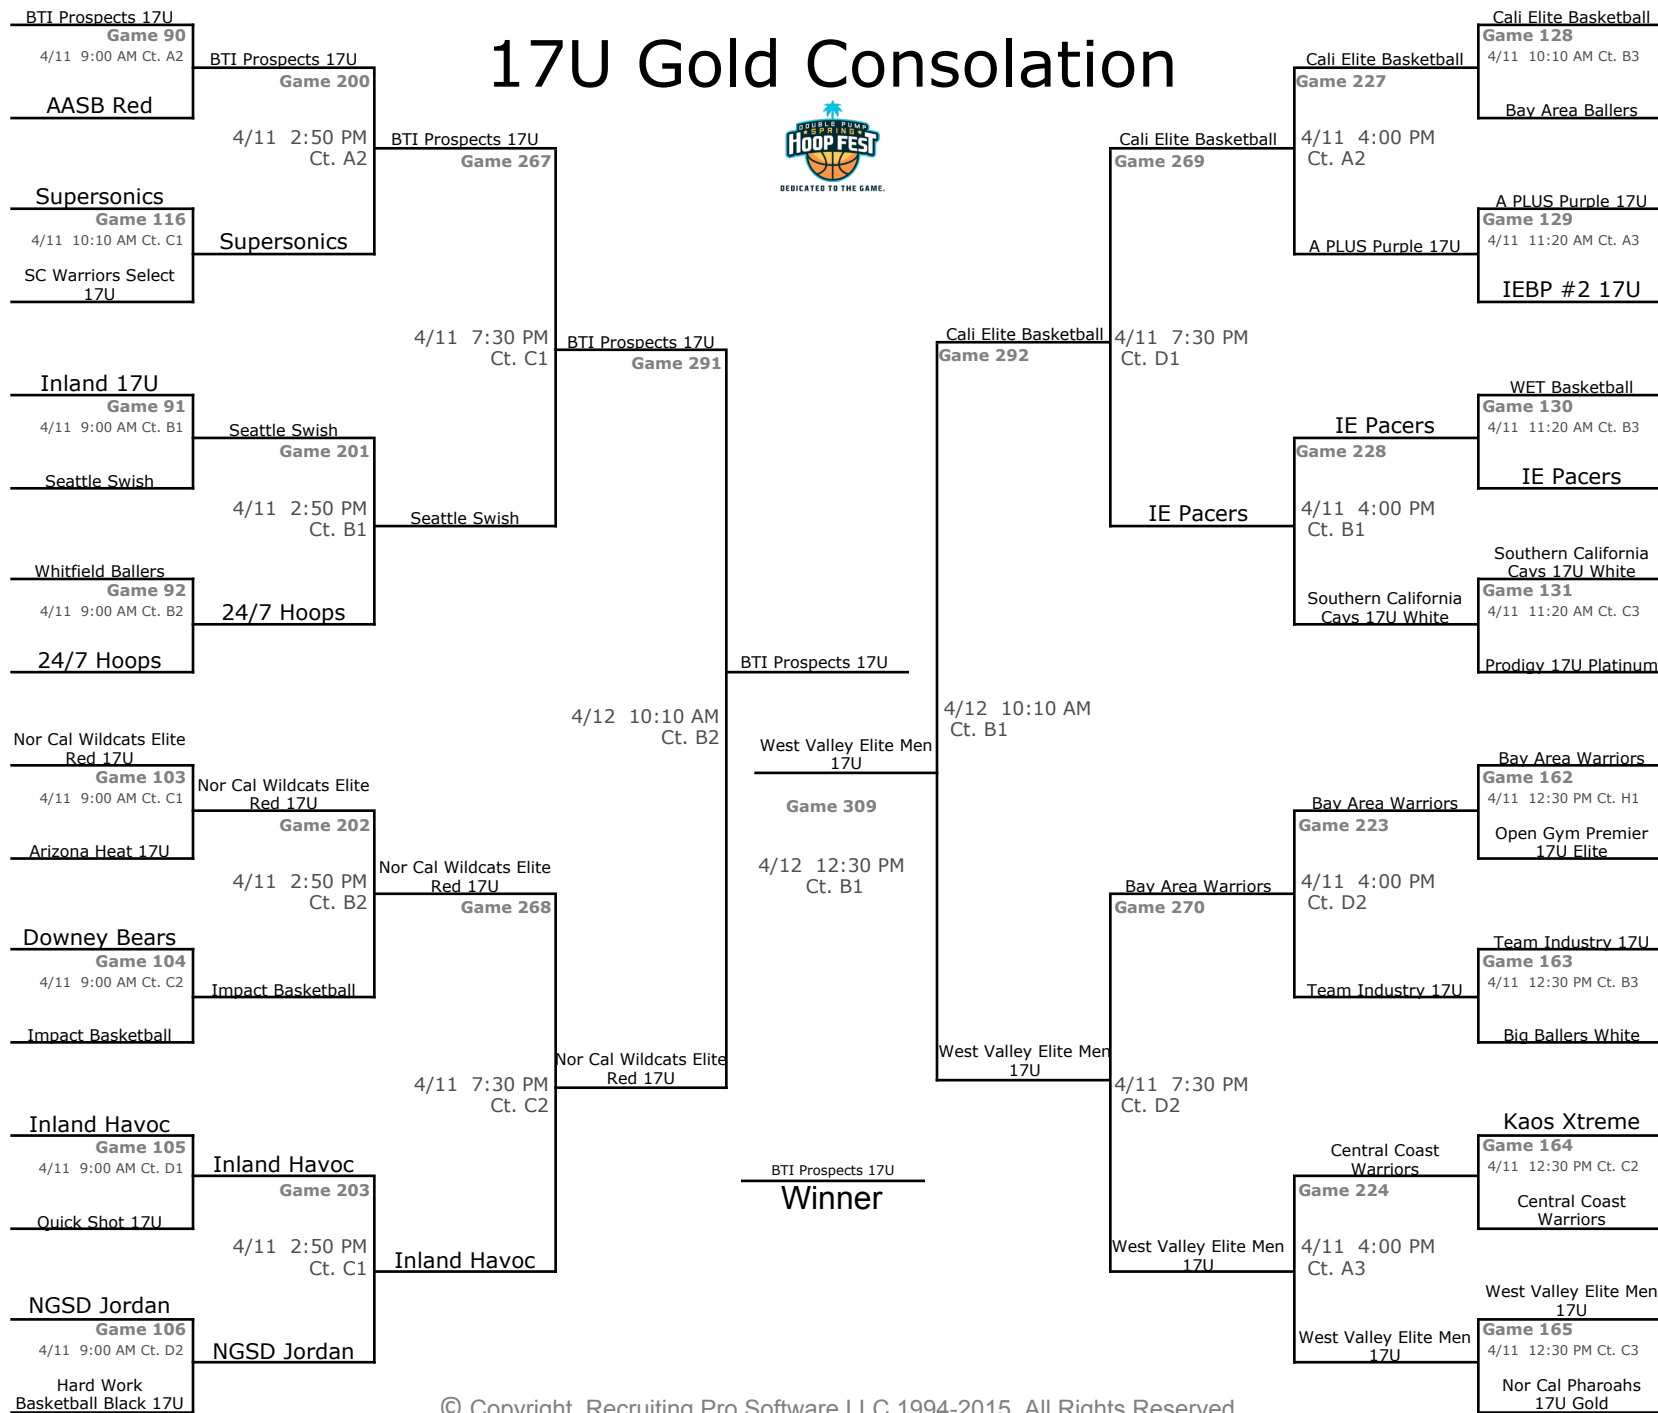 17U Gold Consolation
DOUBLE PUMP
SPRING
HOOP FEST
DEDICATED TO THE GAME.
BTI Prospects 17U
Game 90
4/11 9:00 AM Ct. A2
AASB Red
Supersonics
Game 116
4/11 10:10 AM Ct. C1
SC Warriors Select
17U
Inland 17U
Game 91
4/11 9:00 AM Ct. B1
Seattle Swish
Whitfield Ballers
Game 92
4/11 9:00 AM Ct. B2
24/7 Hoops
Nor Cal Wildcats Elite
Red 17U
Game 103
4/11 9:00 AM Ct. C1
Arizona Heat 17U
Downey Bears
Game 104
4/11 9:00 AM Ct. C2
Impact Basketball
Inland Havoc
Game 105
4/11 9:00 AM Ct. D1
Quick Shot 17U
NGSD Jordan
Game 106
4/11 9:00 AM Ct. D2
Hard Work
Basketball Black 17U
BTI Prospects 17U
Game 200
4/11 2:50 PM
Ct. A2
Supersonics
Seattle Swish
Game 201
4/11 2:50 PM
Ct. B1
24/7 Hoops
Nor Cal Wildcats Elite
Red 17U
Game 202
4/11 2:50 PM
Ct. B2
Impact Basketball
Inland Havoc
Game 203
4/11 2:50 PM
Ct. C1
NGSD Jordan
BTI Prospects 17U
Game 267
4/11 7:30 PM
Ct. C1
Seattle Swish
Nor Cal Wildcats Elite
Red 17U
Game 268
4/11 7:30 PM
Ct. C2
Inland Havoc
BTI Prospects 17U
Game 291
4/12 10:10 AM
Ct. B2
Nor Cal Wildcats Elite
Red 17U
BTI Prospects 17U
West Valley Elite Men
17U
Game 309
4/12 12:30 PM
Ct. B1
BTI Prospects 17U
Winner
Cali Elite Basketball
Game 292
4/12 10:10 AM
Ct. B1
West Valley Elite Men
17U
Cali Elite Basketball
Game 269
4/11 7:30 PM
Ct. D1
IE Pacers
Bay Area Warriors
Game 270
4/11 7:30 PM
Ct. D2
West Valley Elite Men
17U
Cali Elite Basketball
Game 227
4/11 4:00 PM
Ct. A2
A PLUS Purple 17U
IE Pacers
Game 228
4/11 4:00 PM
Ct. B1
Southern California
Cavs 17U White
Bay Area Warriors
Game 223
4/11 4:00 PM
Ct. D2
Team Industry 17U
Central Coast
Warriors
Game 224
4/11 4:00 PM
Ct. A3
West Valley Elite Men
17U
Cali Elite Basketball
Game 128
4/11 10:10 AM Ct. B3
Bay Area Ballers
A PLUS Purple 17U
Game 129
4/11 11:20 AM Ct. A3
IEBP #2 17U
WET Basketball
Game 130
4/11 11:20 AM Ct. B3
IE Pacers
Southern California
Cavs 17U White
Game 131
4/11 11:20 AM Ct. C3
Prodigy 17U Platinum
Bay Area Warriors
Game 162
4/11 12:30 PM Ct. H1
Open Gym Premier
17U Elite
Team Industry 17U
Game 163
4/11 12:30 PM Ct. B3
Big Ballers White
Kaos Xtreme
Game 164
4/11 12:30 PM Ct. C2
Central Coast
Warriors
West Valley Elite Men
17U
Game 165
4/11 12:30 PM Ct. C3
Nor Cal Pharoahs
17U Gold
© Copyright, Recruiting Pro Software LLC 1994-2015, All Rights Reserved